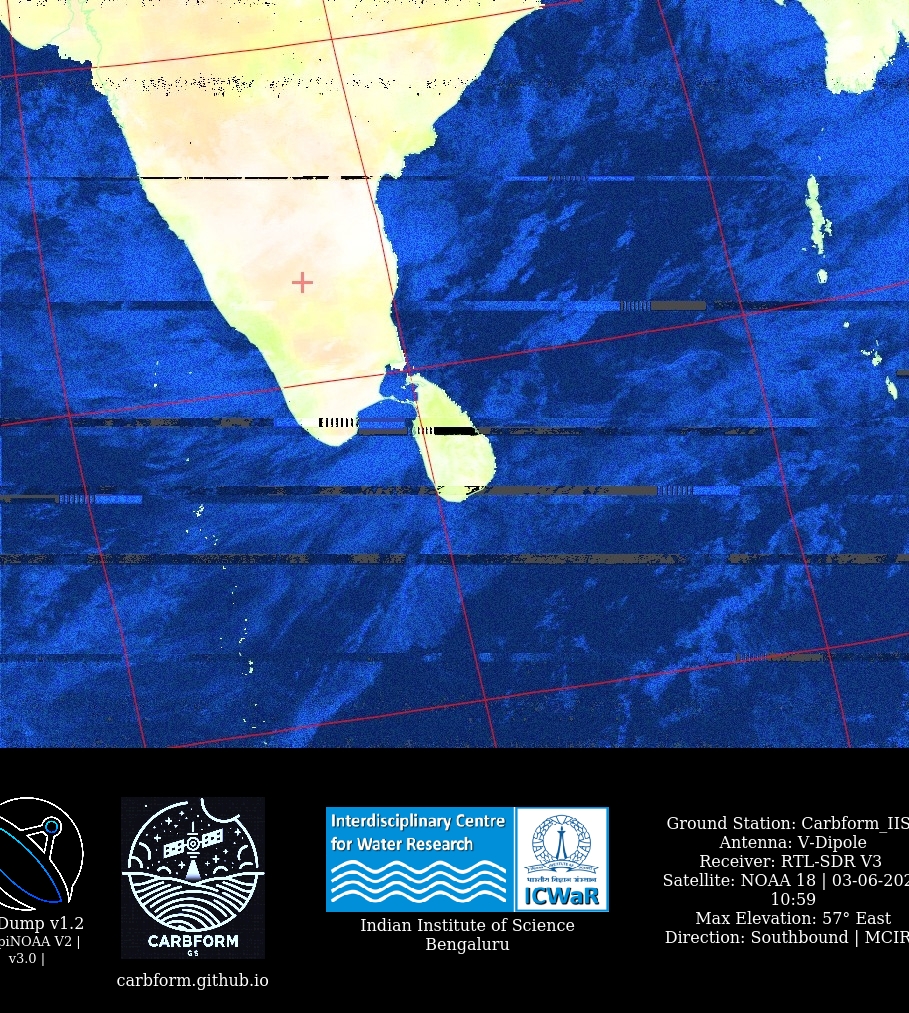 Dump v1.2
piNOAA V2 |
v3.0 |
CARBFORM
GS
carbform.github.io
Interdisciplinary Centre
for Water Research
भारतीय विज्ञान संस्थान
ICWaR
Indian Institute of Science
Bengaluru
Ground Station: Carbform_IIS
Antenna: V-Dipole
Receiver: RTL-SDR V3
Satellite: NOAA 18 | 03-06-202
10:59
Max Elevation: 57° East
Direction: Southbound | MCIR